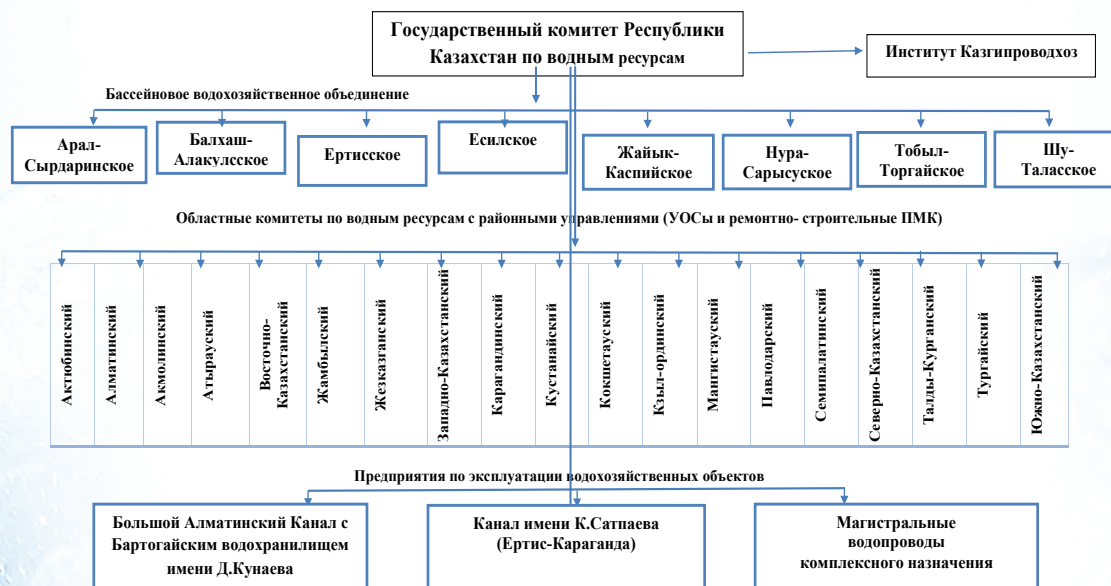 Государственный комитет Республики
Казахстан по водным ресурсам
Институт Казгипроводхоз
Бассейновое водохозяйственное объединение
Арал-
Сырдаринское
Балхаш-
Алакулсское
Ертисское
Есилское
Жайык-
Каспийское
Нура-
Сарысуское
Тобыл-
Торгайское
Шу-
Таласское
Областные комитеты по водным ресурсам с районными управлениями (УОСы и ремонтно- строительные ПМК)
Актюбинский
Алматинский
Акмолинский
Атырауский
Восточно-
Казахстанский
Жамбылский
Жезказганский
Западно-Казахстанский
Карагандинский
Кустанайский
Кокшетауский
Кзыл-ординский
Мангистауский
Павлодарский
Семипалатинский
Северно-Казахстанский
Талды-Курганский
Тургайский
Южно-Казахстанский
Предприятия по эксплуатации водохозяйственных объектов
Большой Алматинский Канал с
Бартогайским водохранилищем
имени Д.Кунаева
Канал имени К.Сатпаева
(Ертис-Караганда)
Магистральные
водопроводы
комплексного назначения